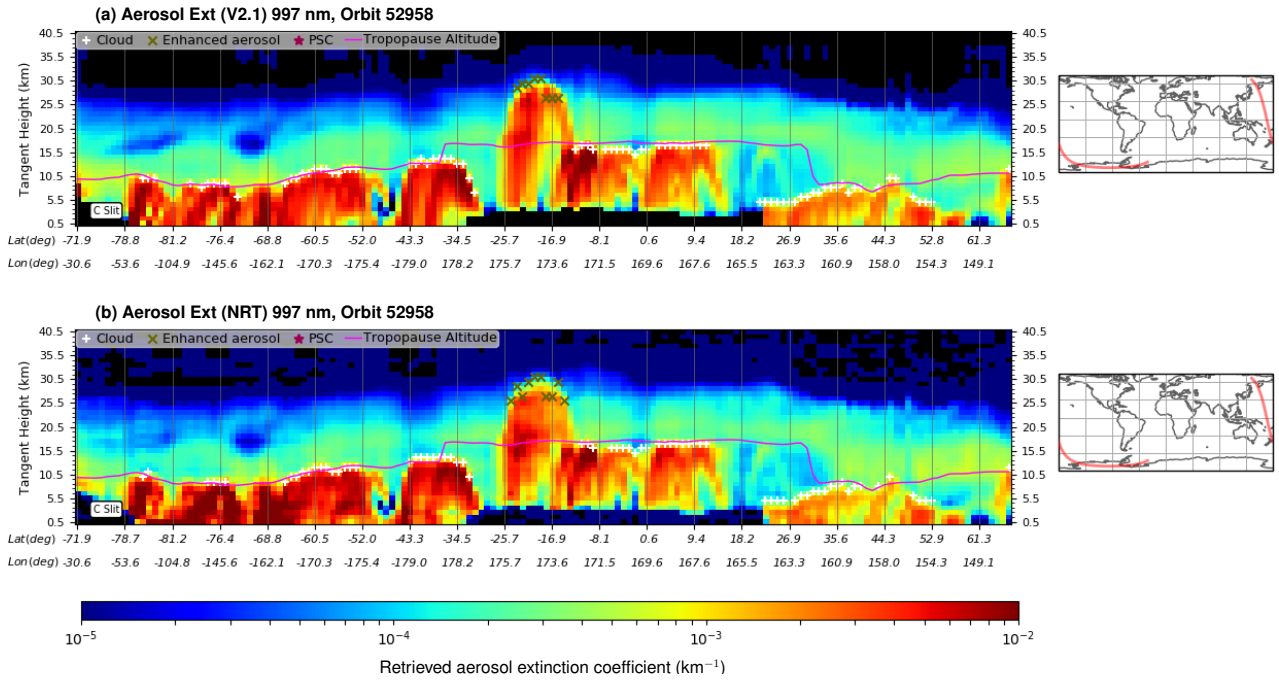 (a) Aerosol Ext (V2.1) 997 nm, Orbit 52958
Cloud Enhanced aerosol PSC Tropopause Altitude
Tangent Height (km)
40.5
35.5
30.5
25.5
20.5
15.5
10.5
5.5
0.5
40.5
35.5
30.5
25.5
20.5
15.5
10.5
5.5
0.5
C Slit
Lat(deg) -71.9 -78.8 -81.2 -76.4 -68.8 -60.5 -52.0 -43.3 -34.5 -25.7 -16.9 -8.1 0.6 9.4 18.2 26.9 35.6 44.3 52.8 61.3
Lon(deg) -30.6 -53.6 -104.9 -145.6 -162.1 -170.3 -175.4 -179.0 178.2 175.7 173.6 171.5 169.6 167.6 165.5 163.3 160.9 158.0 154.3 149.1
(b) Aerosol Ext (NRT) 997 nm, Orbit 52958
Cloud Enhanced aerosol PSC Tropopause Altitude
Tangent Height (km)
40.5
35.5
30.5
25.5
20.5
15.5
10.5
5.5
0.5
40.5
35.5
30.5
25.5
20.5
15.5
10.5
5.5
0.5
C Slit
Lat(deg) -71.9 -78.7 -81.2 -76.4 -68.8 -60.5 -52.0 -43.3 -34.5 -25.7 -16.9 -8.1 0.6 9.4 18.2 26.9 35.6 44.3 52.8 61.3
Lon(deg) -30.6 -53.6 -104.8 -145.6 -162.1 -170.3 -175.4 -179.0 178.2 175.7 173.6 171.5 169.6 167.6 165.5 163.3 160.9 158.0 154.3 149.1
10⁻⁵ 10⁻⁴ 10⁻³ 10⁻²
Retrieved aerosol extinction coefficient (km⁻¹)